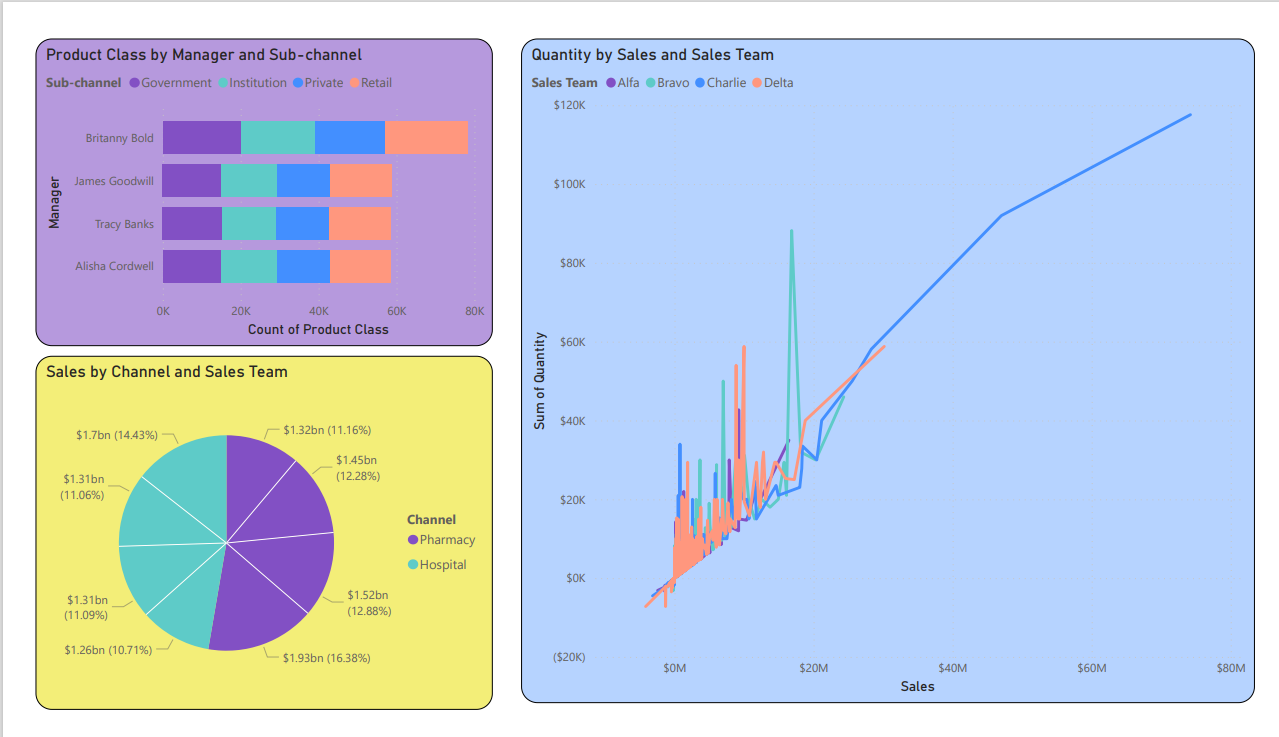 Product Class by Manager and Sub-channel
Sub-channel Government Institution Private Retail
Manager
Britanny Bold
James Goodwill
Tracy Banks
Alisha Cordwell
0K 20K 40K 60K 80K
Count of Product Class
Sales by Channel and Sales Team
$1.32bn (11.16%)
$1.45bn
(12.28%)
$1.52bn
(12.88%)
$1.93bn (16.38%)
$1.26bn (10.71%)
$1.31bn
(11.09%)
$1.31bn
(11.06%)
$1.7bn (14.43%)
Channel
Pharmacy
Hospital
Quantity by Sales and Sales Team
Sales Team Alfa Bravo Charlie Delta
Sum of Quantity
$120K
$100K
$80K
$60K
$40K
$20K
$0K
($20K)
$0M $20M $40M $60M $80M
Sales